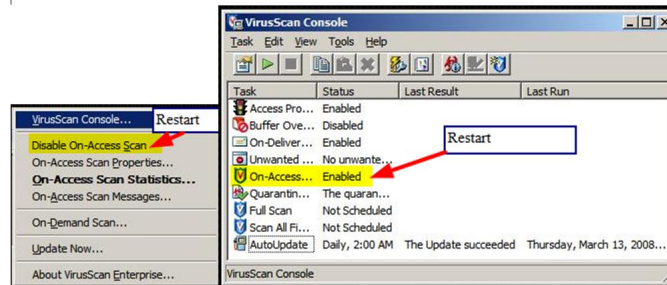 VirusScan Console...
Restart
Disable On-Access Scan
On-Access Scan Properties...
On-Access Scan Statistics...
On-Access Scan Messages...
On-Demand Scan...
Update Now...
About VirusScan Enterprise...
VirusScan Console
Task Edit View Tools Help
Task Status Last Result Last Run
Access Pro... Enabled
Buffer Ove... Disabled
On-Deliver... Enabled
Restart
Unwanted ... No unwante...
On-Access... Enabled
Quarantin... The quaran...
Full Scan Not Scheduled
Scan All Fi... Not Scheduled
AutoUpdate Daily, 2:00 AM The Update succeeded Thursday, March 13, 2008...
VirusScan Console